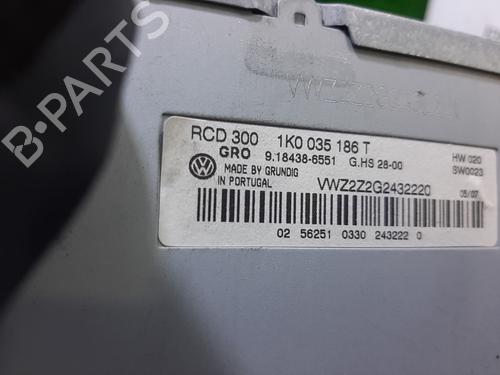 RCD 300 1K0 035 186 T
GRO 9.18438-6551 G.HS 28-00 HW 020
SW0023
MADE BY GRUNDIG
IN PORTUGAL
VWZ2Z2G2432220 05/07
02 56251 0330 243222 0
B-PARTS